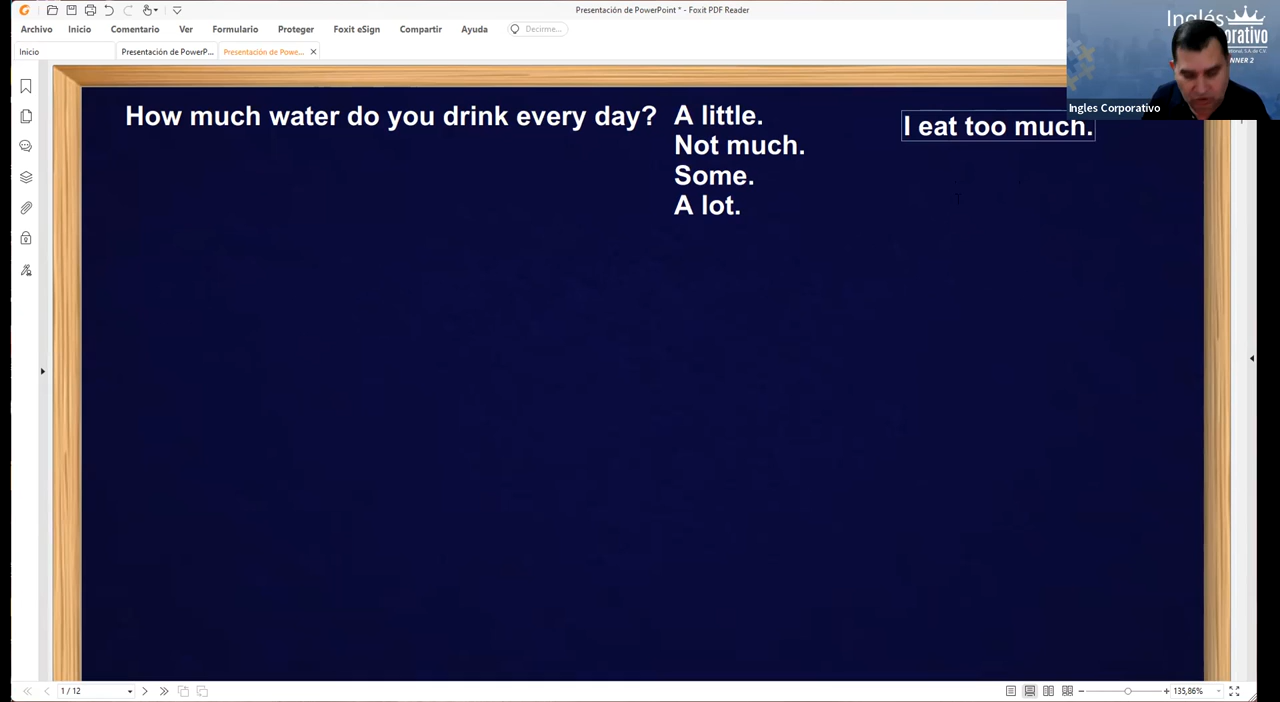 Presentación de PowerPoint * - Foxit PDF Reader
Archivo Inicio Comentario Ver Formulario Proteger Foxit eSign Compartir Ayuda Decirme...
Inicio Presentación de PowerP... Presentación de Powe...
Inglés
NNER 2
Ingles Corporativo
How much water do you drink every day?
A little.
Not much.
Some.
A lot.
I eat too much.
1 / 12
135,86%